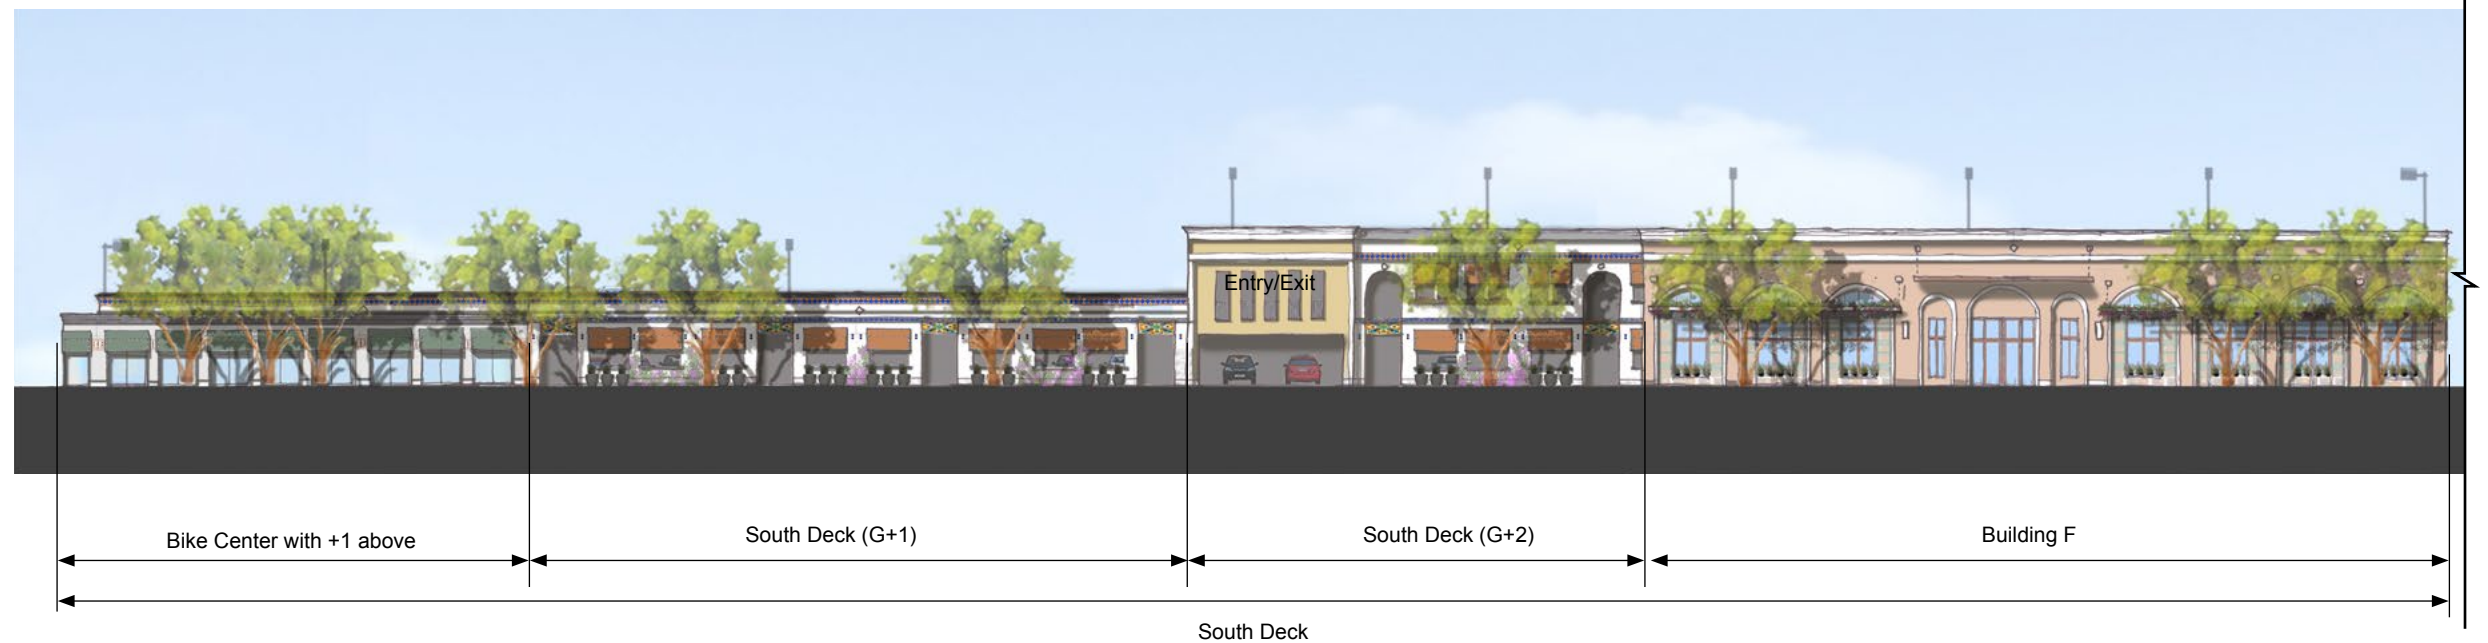 Entry/Exit
Bike Center with +1 above
South Deck (G+1)
South Deck (G+2)
Building F
South Deck